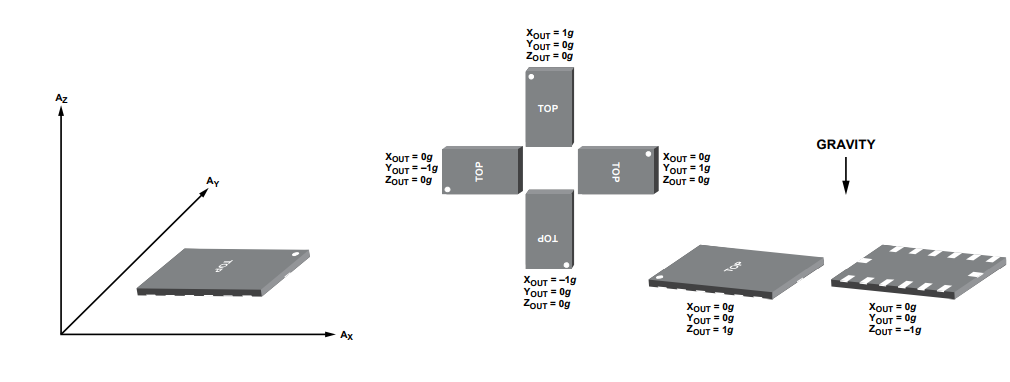 AZ
AY
AX
TOP
XOUT = 1g
YOUT = 0g
ZOUT = 0g
TOP
XOUT = 0g
YOUT = –1g
ZOUT = 0g
TOP
TOP
XOUT = 0g
YOUT = 1g
ZOUT = 0g
TOP
XOUT = –1g
YOUT = 0g
ZOUT = 0g
GRAVITY
TOP
XOUT = 0g
YOUT = 0g
ZOUT = 1g
XOUT = 0g
YOUT = 0g
ZOUT = –1g